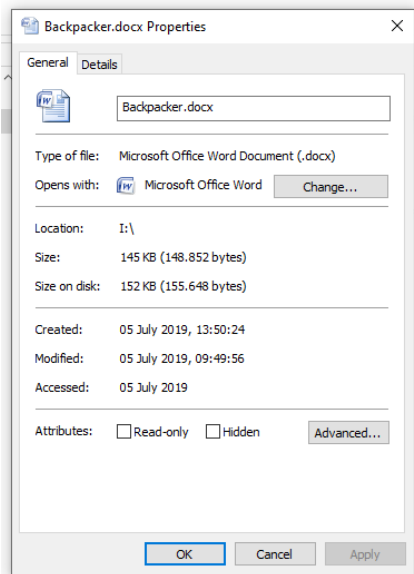 Backpacker.docx Properties
General Details
Backpacker.docx
Type of file: Microsoft Office Word Document (.docx)
Opens with: Microsoft Office Word Change...
Location: I:\
Size: 145 KB (148.852 bytes)
Size on disk: 152 KB (155.648 bytes)
Created: 05 July 2019, 13:50:24
Modified: 05 July 2019, 09:49:56
Accessed: 05 July 2019
Attributes: Read-only Hidden Advanced...
OK Cancel Apply